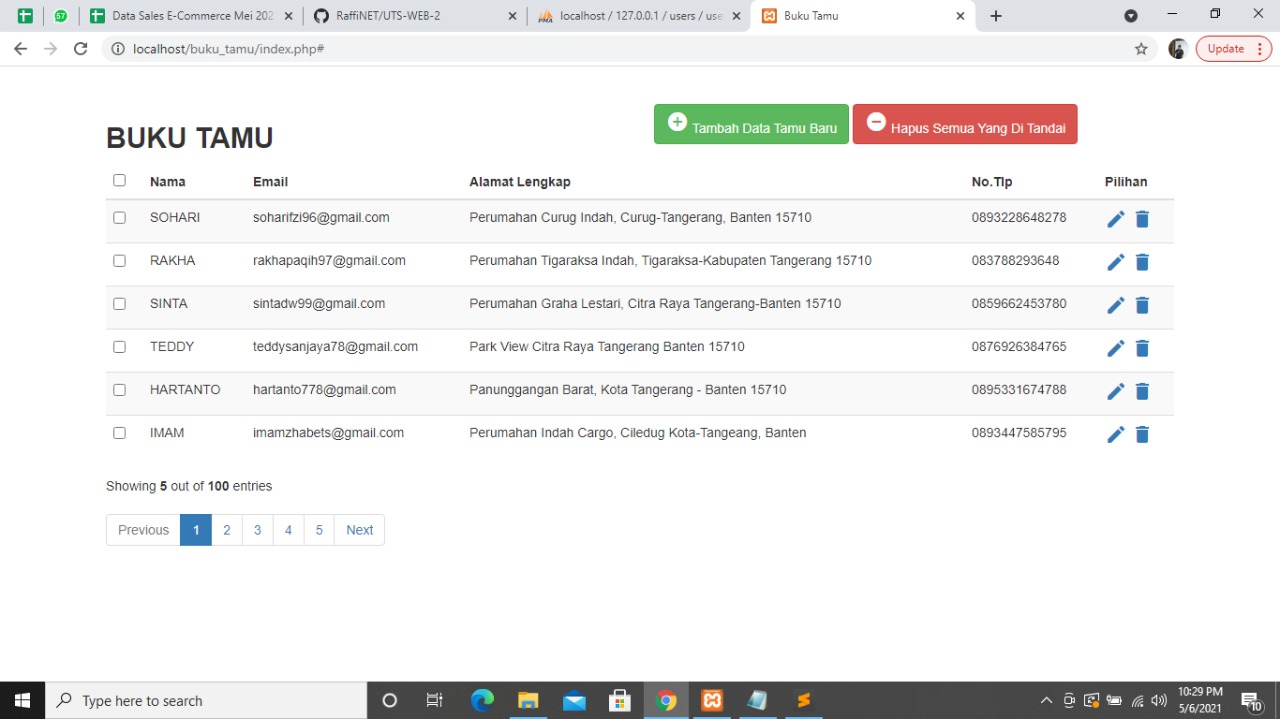 57
Data Sales E-Commerce Mei 202
RaffiNET/UTS-WEB-2
localhost / 127.0.0.1 / users / use
Buku Tamu
localhost/buku_tamu/index.php#
Update
BUKU TAMU
Tambah Data Tamu Baru
Hapus Semua Yang Di Tandai
Nama Email Alamat Lengkap No.Tlp Pilihan
SOHARI soharifzi96@gmail.com Perumahan Curug Indah, Curug-Tangerang, Banten 15710 0893228648278
RAKHA rakhapaqih97@gmail.com Perumahan Tigaraksa Indah, Tigaraksa-Kabupaten Tangerang 15710 083788293648
SINTA sintadw99@gmail.com Perumahan Graha Lestari, Citra Raya Tangerang-Banten 15710 0859662453780
TEDDY teddysanjaya78@gmail.com Park View Citra Raya Tangerang Banten 15710 0876926384765
HARTANTO hartanto778@gmail.com Panunggangan Barat, Kota Tangerang - Banten 15710 0895331674788
IMAM imamzhabets@gmail.com Perumahan Indah Cargo, Ciledug Kota-Tangeang, Banten 0893447585795
Showing 5 out of 100 entries
Previous 1 2 3 4 5 Next
Type here to search
10:29 PM
5/6/2021
10